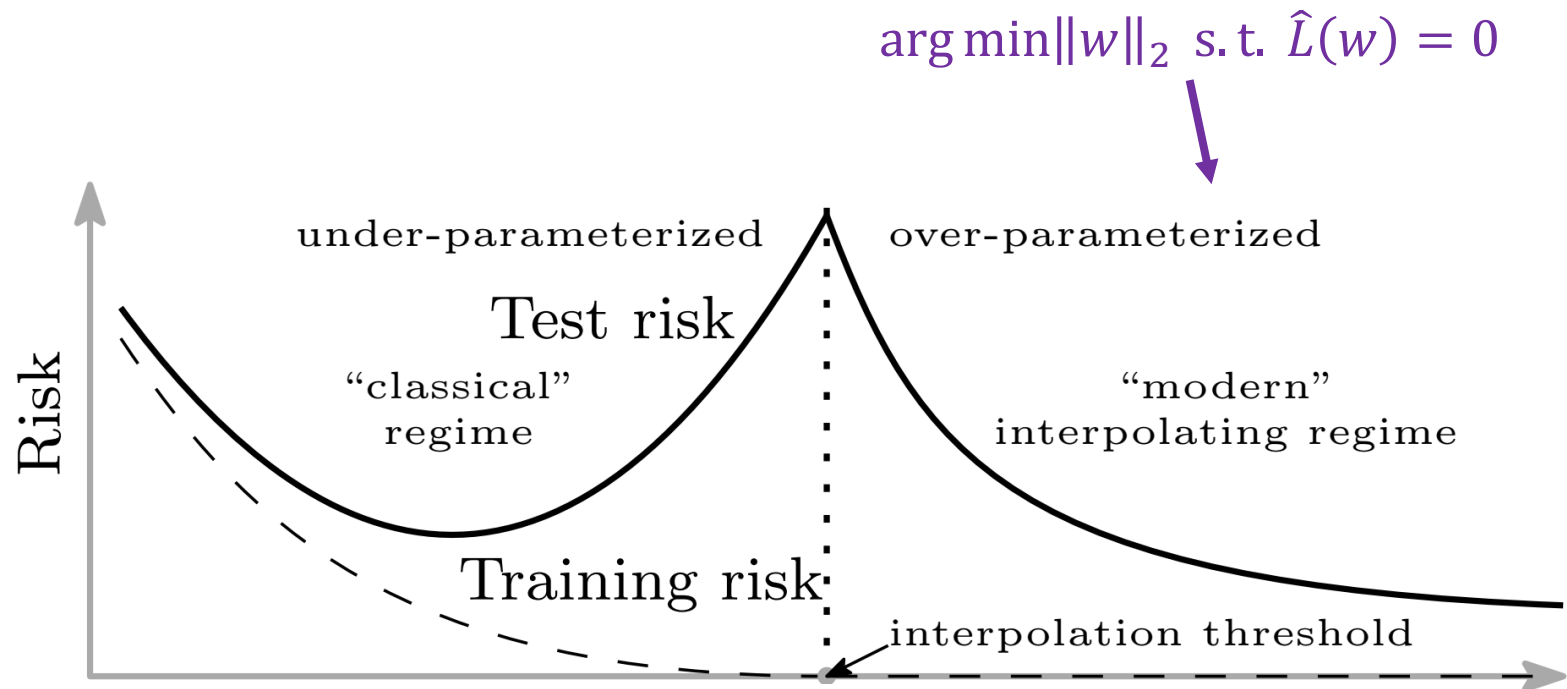 arg min‖w‖₂ s.t. L̂(w) = 0
under-parameterized
over-parameterized
Test risk
“classical”
regime
“modern”
interpolating regime
Risk
Training risk
interpolation threshold